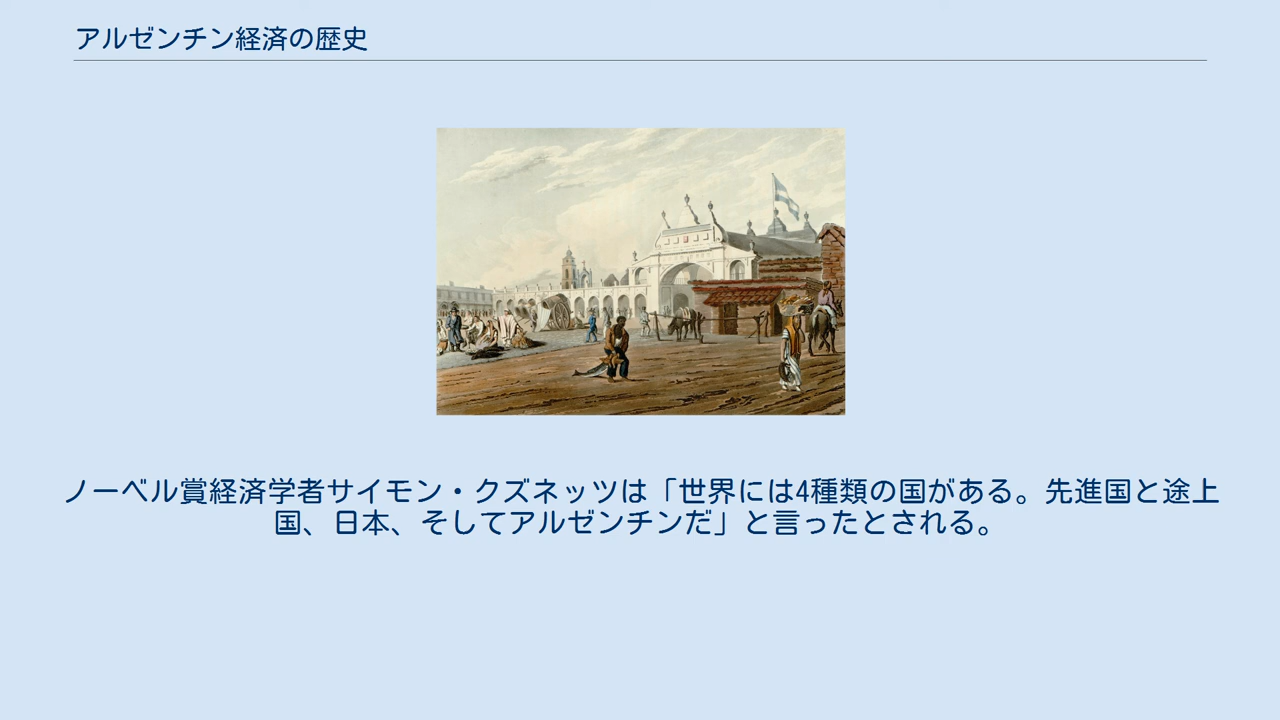 アルゼンチン経済の歴史
ノーベル賞経済学者サイモン・クズネッツは「世界には4種類の国がある。先進国と途上
国、日本、そしてアルゼンチンだ」と言ったとされる。